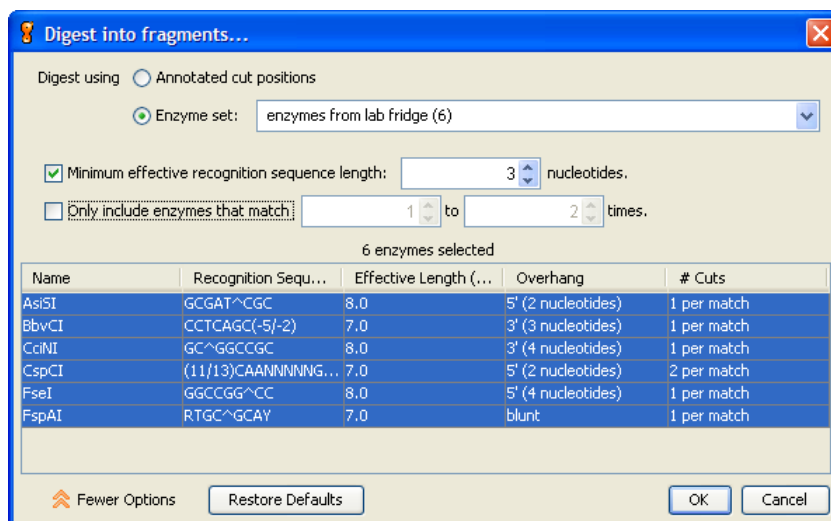 Digest into fragments...
Digest using Annotated cut positions
Enzyme set: enzymes from lab fridge (6)
Minimum effective recognition sequence length: 3 nucleotides.
Only include enzymes that match 1 to 2 times.
6 enzymes selected
Name Recognition Sequ... Effective Length (... Overhang # Cuts
AsiSI GCGAT^CGC 8.0 5' (2 nucleotides) 1 per match
BbvCI CCTCAGC(-5/-2) 7.0 3' (3 nucleotides) 1 per match
CciNI GC^GGCCGC 8.0 3' (4 nucleotides) 1 per match
CspCI (11/13)CAANNNNNG... 7.0 5' (2 nucleotides) 2 per match
FseI GGCCGG^CC 8.0 5' (4 nucleotides) 1 per match
FspAI RTGC^GCAY 7.0 blunt 1 per match
Fewer Options Restore Defaults OK Cancel